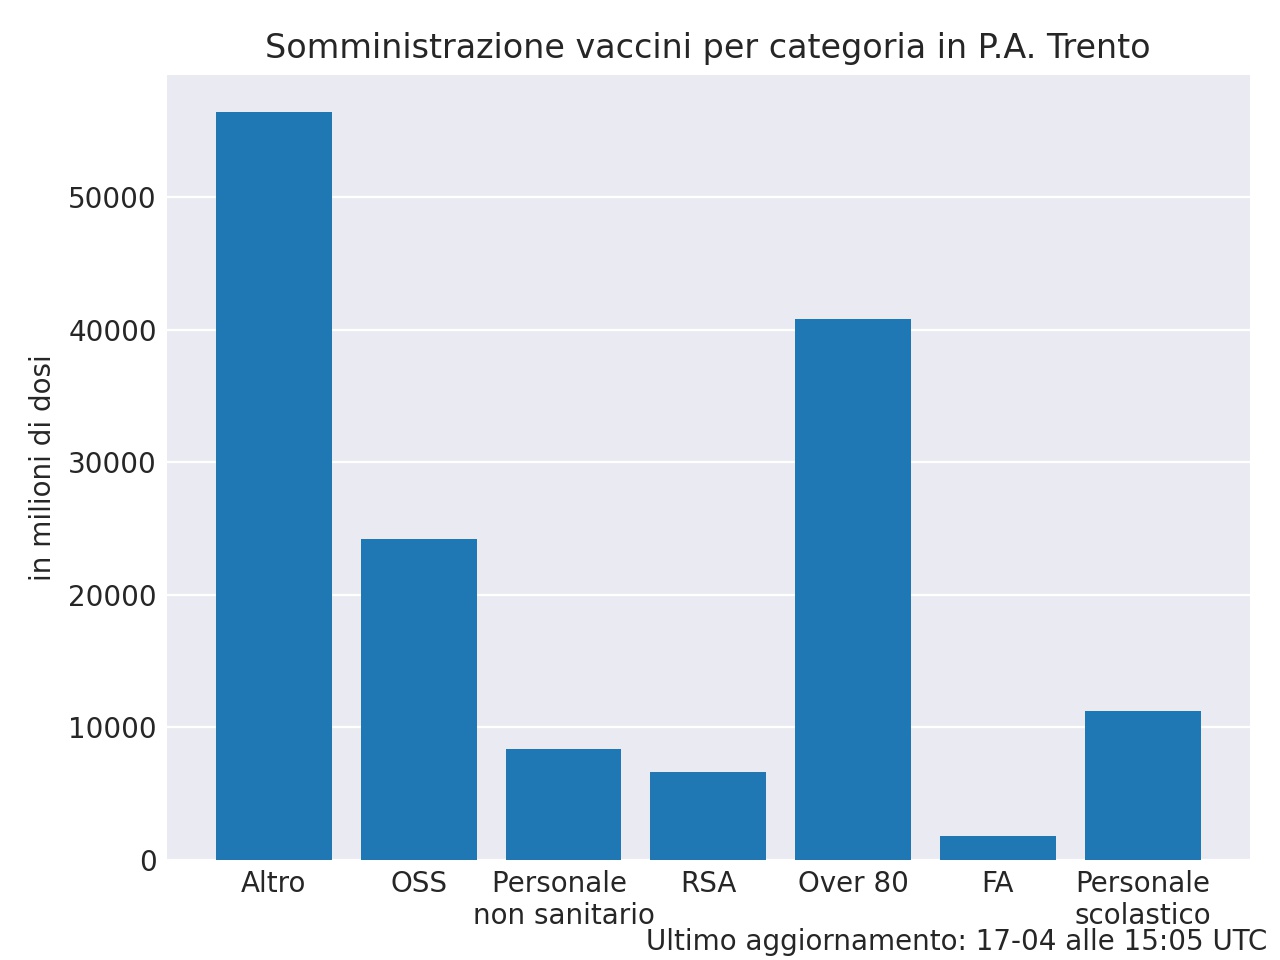 Somministrazione vaccini per categoria in P.A. Trento
in milioni di dosi
50000
40000
30000
20000
10000
0
Altro
OSS
Personale
non sanitario
RSA
Over 80
FA
Personale
scolastico
Ultimo aggiornamento: 17-04 alle 15:05 UTC